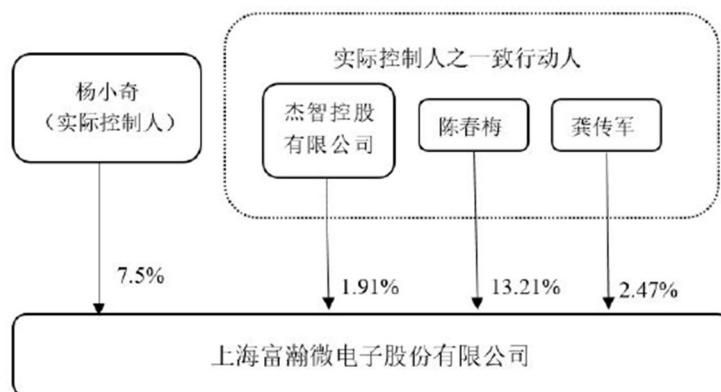 实际控制人之一致行动人
杨小奇
（实际控制人）
杰智控股
有限公司
陈春梅
龚传军
7.5%
1.91%
13.21%
2.47%
上海富瀚微电子股份有限公司